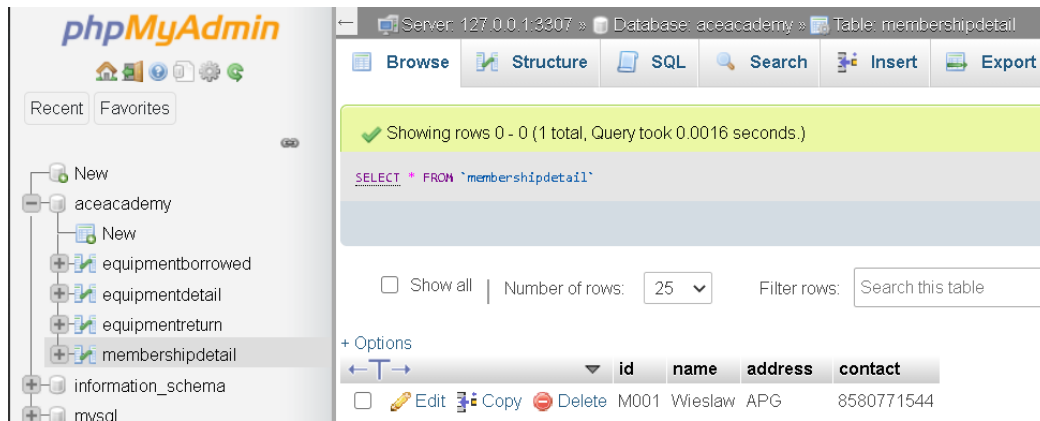 phpMyAdmin
Recent Favorites
New
aceacademy
New
equipmentborrowed
equipmentdetail
equipmentreturn
membershipdetail
information_schema
mysql
Server: 127.0.0.1:3307 » Database: aceacademy » Table: membershipdetail
Browse Structure SQL Search Insert Export
Showing rows 0 - 0 (1 total, Query took 0.0016 seconds.)
SELECT * FROM `membershipdetail`
Show all | Number of rows: 25 Filter rows: Search this table
+ Options
←T→ id name address contact
Edit Copy Delete M001 Wieslaw APG 8580771544